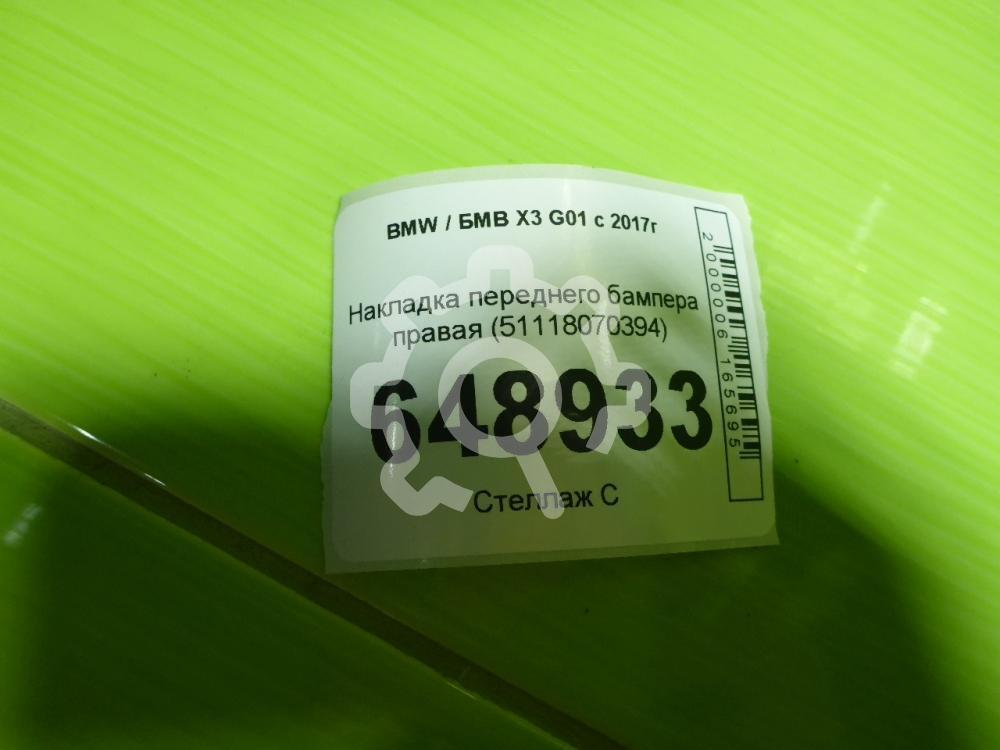 BMW / БМВ X3 G01 с 2017г
Накладка переднего бампера
правая (51118070394)
648933
Стеллаж С
2000006165695